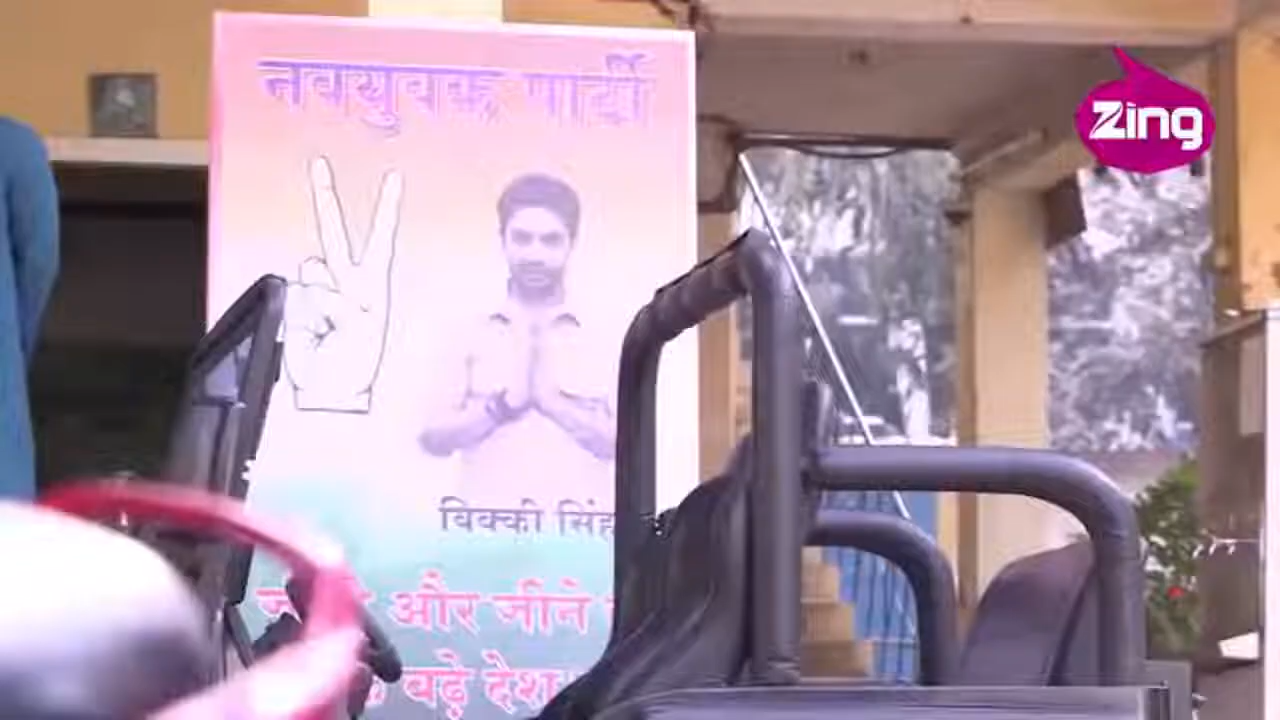 नवयुवक पार्टी
Zing
विक्की सिंह
और जीने
बढ़े देश